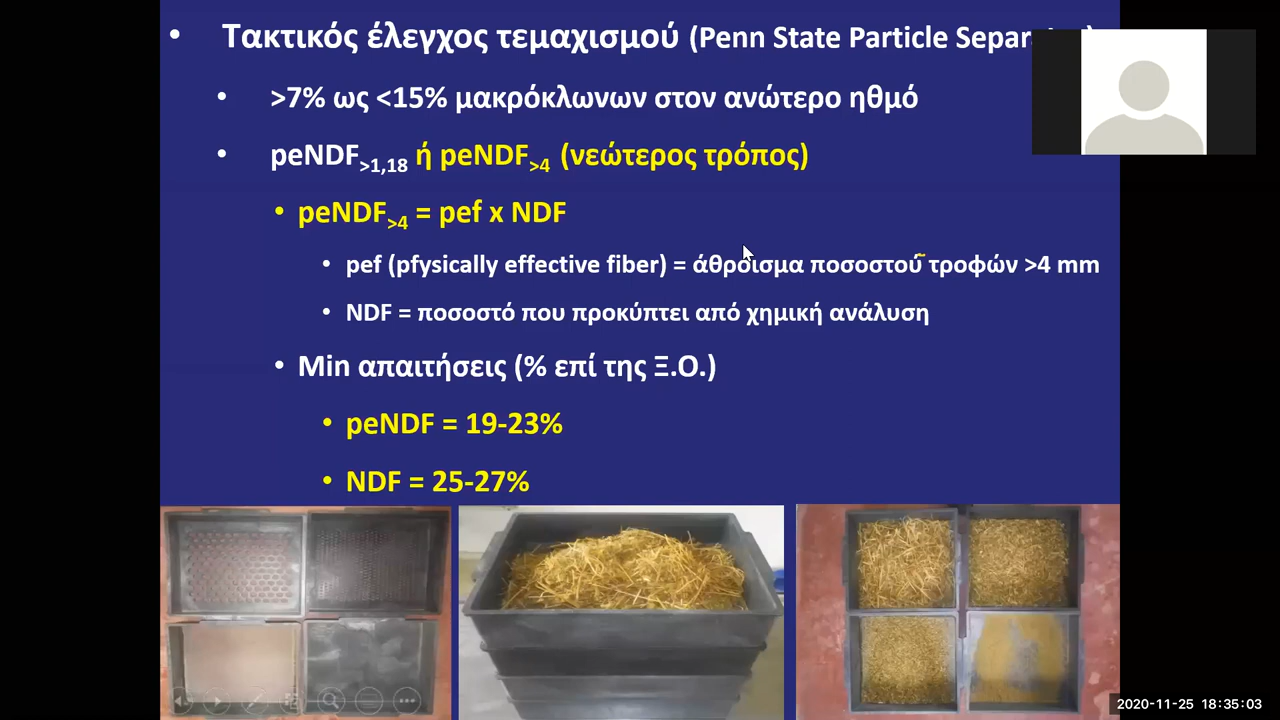 • Τακτικός έλεγχος τεμαχισμού (Penn State Particle
• >7% ως <15% μακρόκλωνων στον ανώτερο ηθμό
• peNDF>1,18 ή peNDF>4 (νεώτερος τρόπος)
• peNDF>4 = pef x NDF
• pef (pfysically effective fiber) = άθροισμα ποσοστού τροφών >4 mm
• NDF = ποσοστό που προκύπτει από χημική ανάλυση
• Min απαιτήσεις (% επί της Ξ.Ο.)
• peNDF = 19-23%
• NDF = 25-27%
2020-11-25 18:35:03